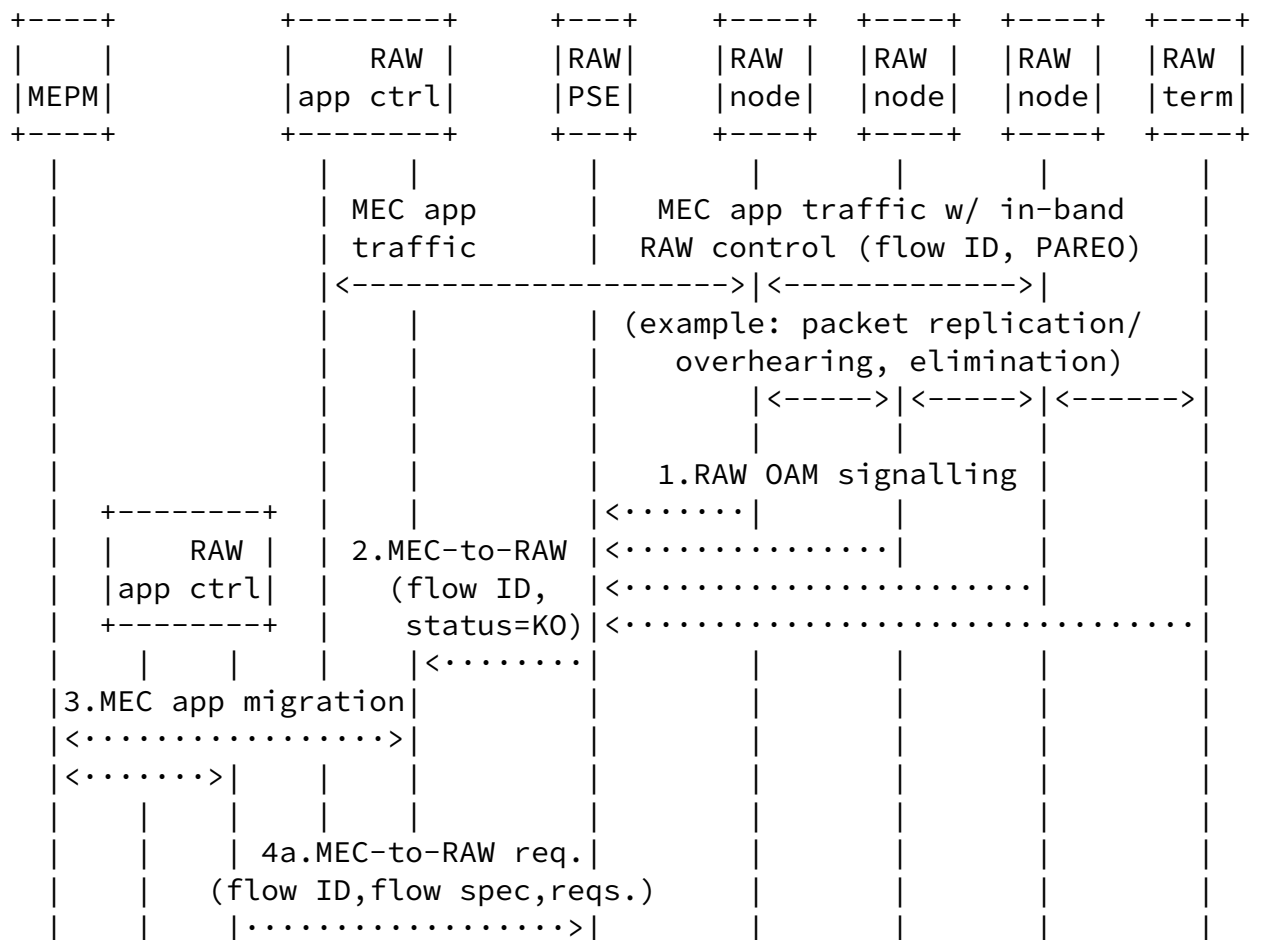 RAW RAW RAW RAW RAW RAW
MEPM app ctrl PSE node node node term
MEC app MEC app traffic w/ in-band
traffic RAW control (flow ID, PAREO)
(example: packet replication/
overhearing, elimination)
1.RAW OAM signalling
RAW 2.MEC-to-RAW
app ctrl (flow ID,
status=KO)
3.MEC app migration
4a.MEC-to-RAW req.
(flow ID,flow spec,reqs.)